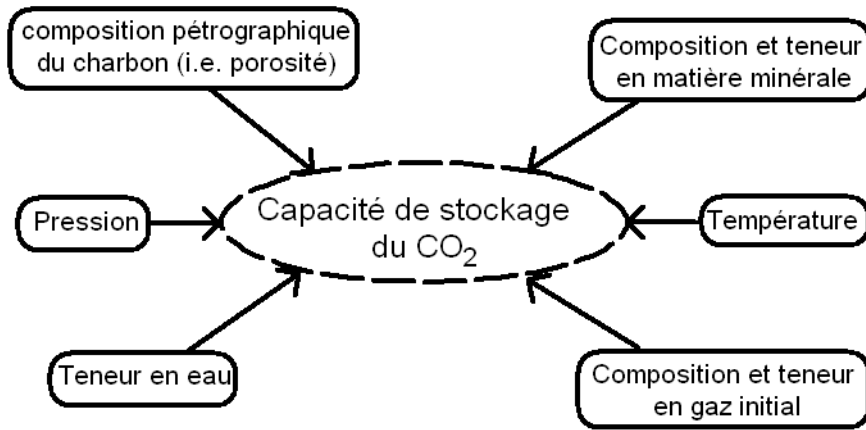 composition pétrographique
du charbon (i.e. porosité)
Composition et teneur
en matière minérale
Pression
Capacité de stockage
du CO₂
Température
Teneur en eau
Composition et teneur
en gaz initial